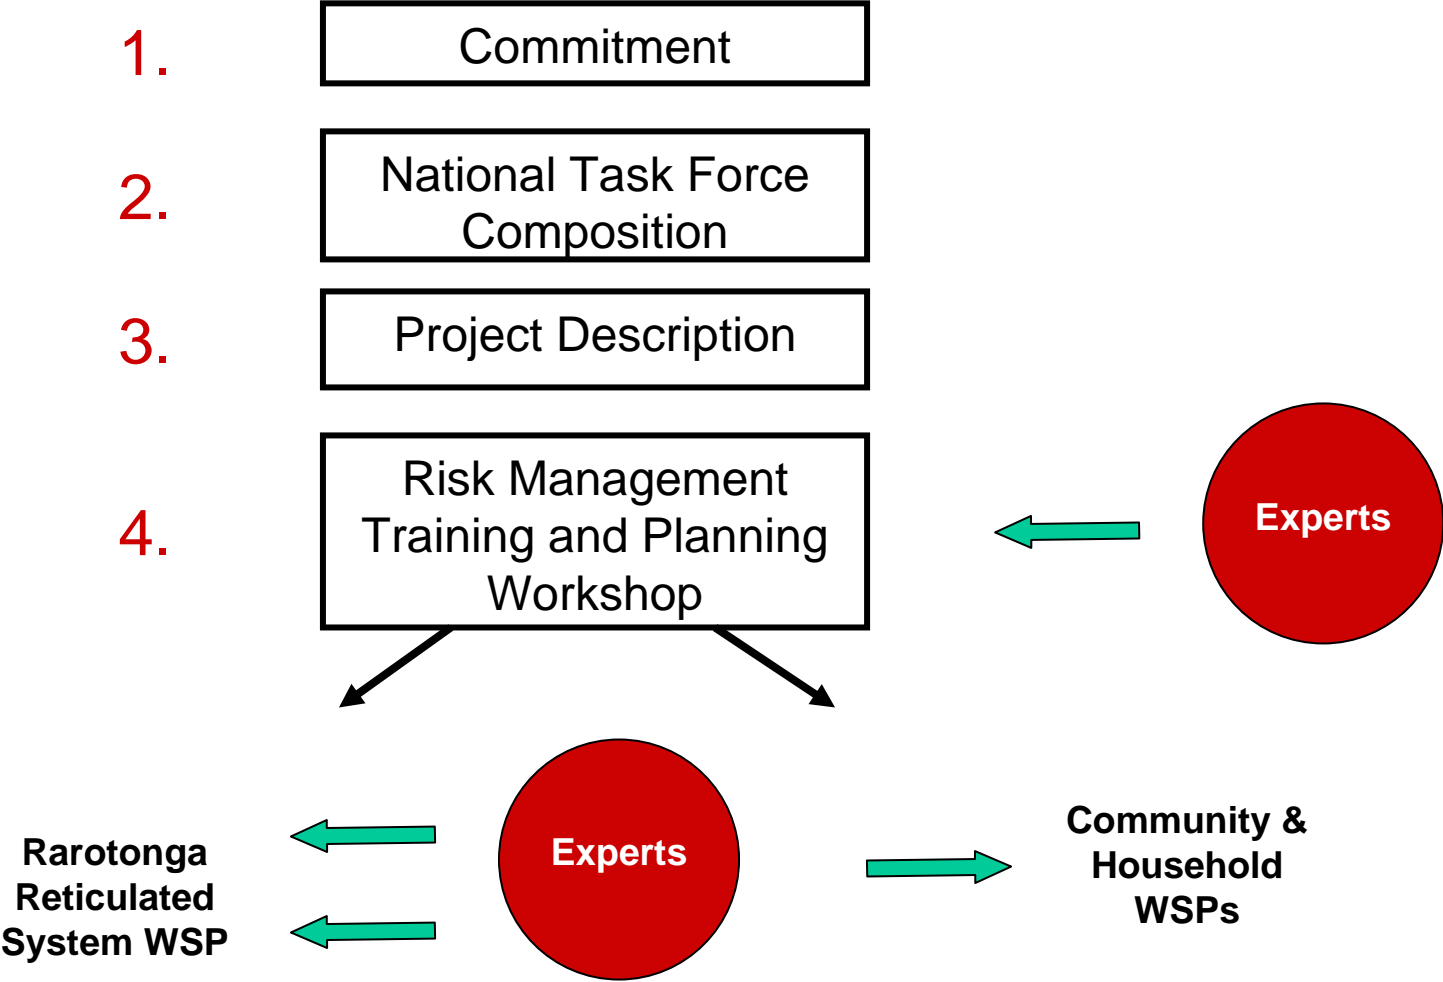 1.
Commitment
2.
National Task Force
Composition
3.
Project Description
4.
Risk Management
Training and Planning
Workshop
Experts
Rarotonga
Reticulated
System WSP
Experts
Community &
Household
WSPs